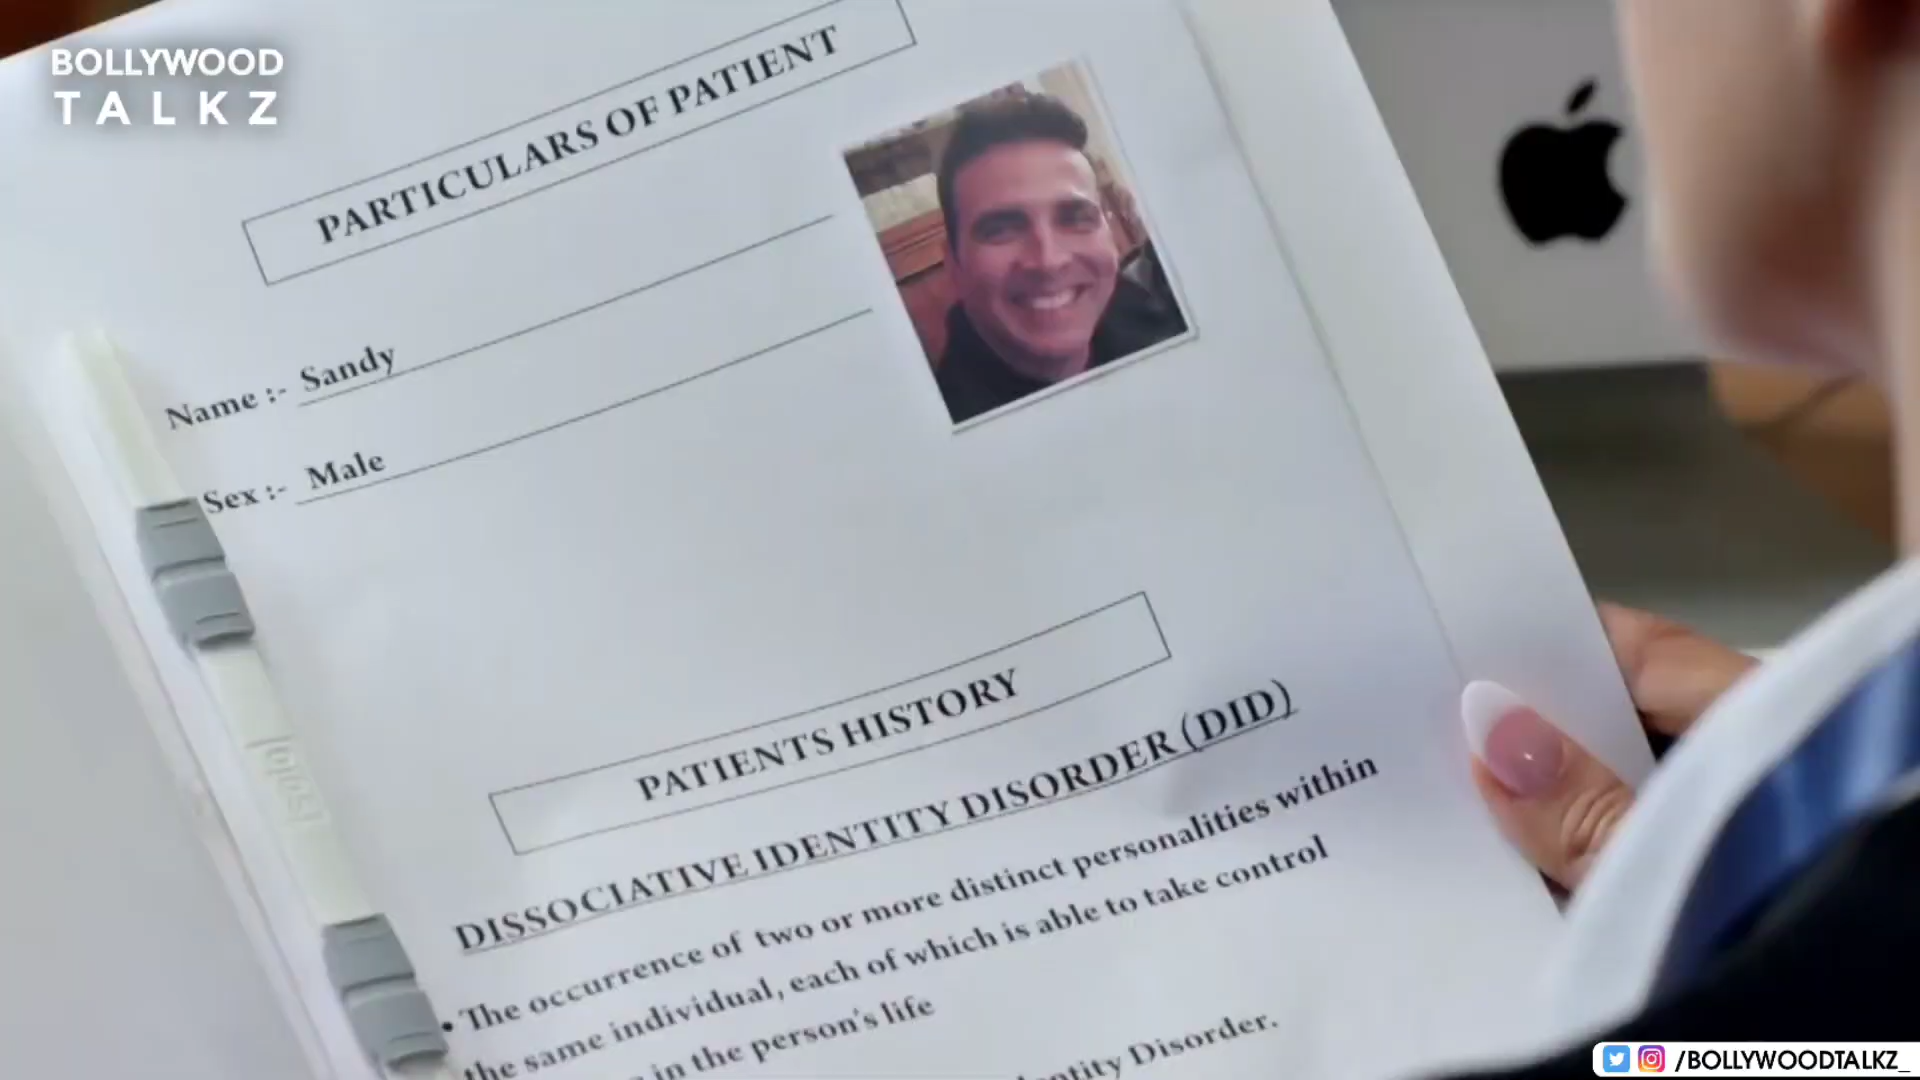 BOLLYWOOD
TALKZ
PARTICULARS OF PATIENT
Name :- Sandy
Sex :- Male
PATIENTS HISTORY
DISSOCIATIVE IDENTITY DISORDER (DID)
• The occurrence of two or more distinct personalities within
the same individual, each of which is able to take control
in the person's life
Disorder.
/BOLLYWOODTALKZ_